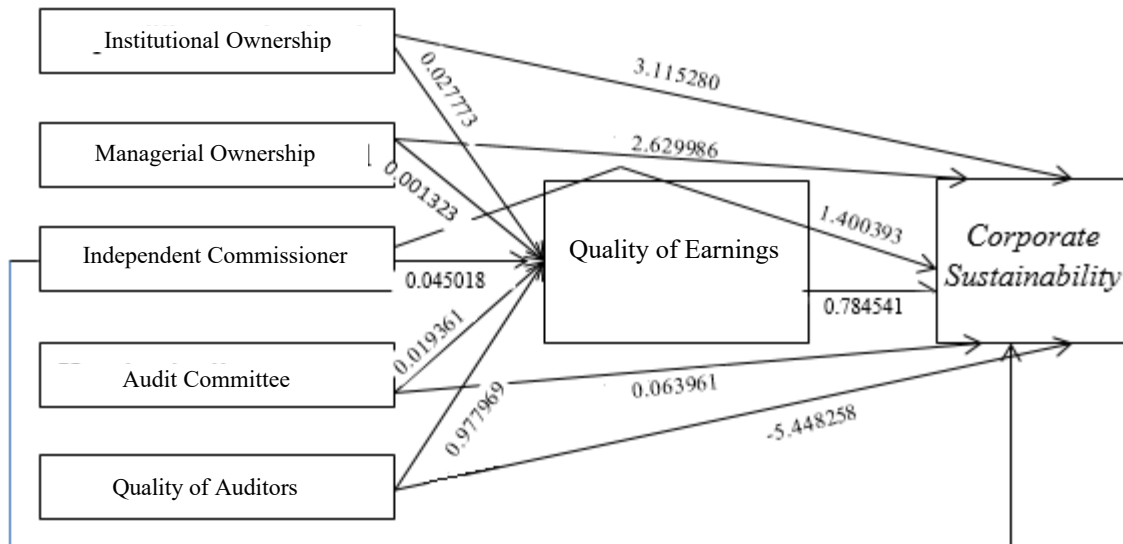 Institutional Ownership
3.115280
0.027773
Managerial Ownership
2.629986
0.001323
Independent Commissioner
1.400393
Quality of Earnings
Corporate
Sustainability
0.045018
0.784541
0.019361
Audit Committee
0.063961
0.977969
-5.448258
Quality of Auditors